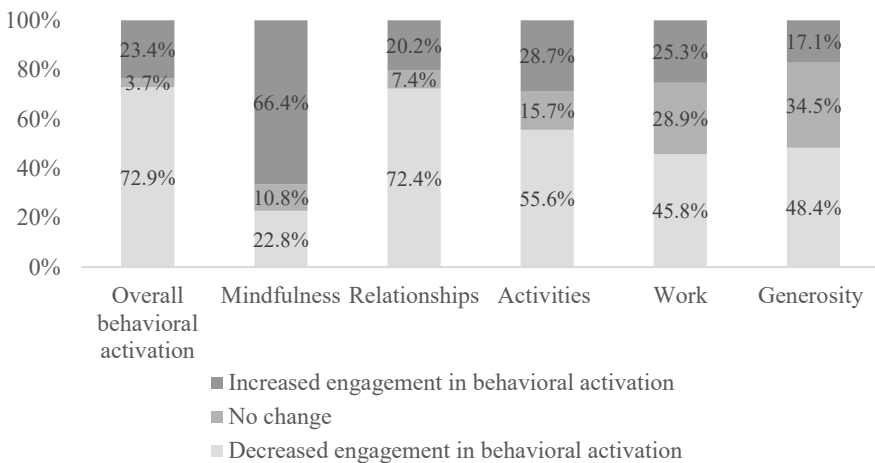 100%
23.4%
20.2%
28.7%
25.3%
17.1%
80%
3.7%
7.4%
66.4%
15.7%
28.9%
34.5%
60%
40%
72.9%
10.8%
72.4%
55.6%
45.8%
48.4%
20%
22.8%
0%
Overall behavioral activation
Mindfulness
Relationships
Activities
Work
Generosity
Increased engagement in behavioral activation
No change
Decreased engagement in behavioral activation